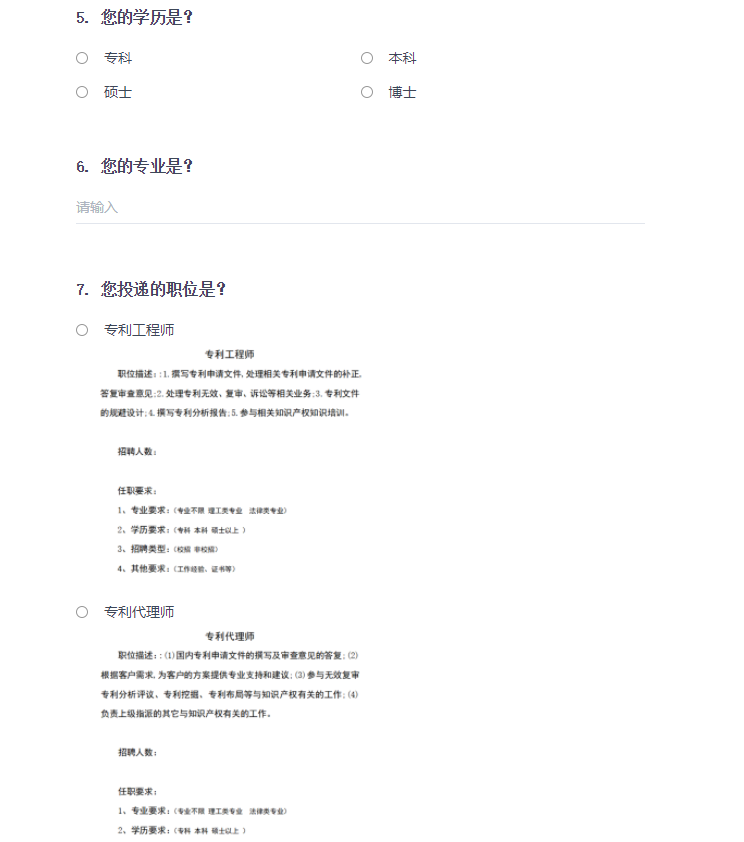 5. 您的学历是?
专科 本科
硕士 博士
6. 您的专业是?
请输入
7. 您投递的职位是?
专利工程师
专利工程师
职位描述::1.撰写专利申请文件,处理相关专利申请文件的补正,
答复审查意见;2.处理专利无效、复审、诉讼等相关业务;3.专利文件
的规避设计;4.撰写专利分析报告;5.参与相关知识产权知识培训。
招聘人数:
任职要求:
1、专业要求:(专业不限 理工类专业 法律类专业)
2、学历要求:(专科 本科 硕士以上 )
3、招聘类型:(校招 非校招)
4、其他要求:(工作经验、证书等)
专利代理师
专利代理师
职位描述::(1)国内专利申请文件的撰写及审查意见的答复;(2)
根据客户需求,为客户的方案提供专业支持和建议;(3)参与无效复审
专利分析评议、专利挖掘、专利布局等与知识产权有关的工作;(4)
负责上级指派的其它与知识产权有关的工作。
招聘人数:
任职要求:
1、专业要求:(专业不限 理工类专业 法律类专业)
2、学历要求:(专科 本科 硕士以上 )